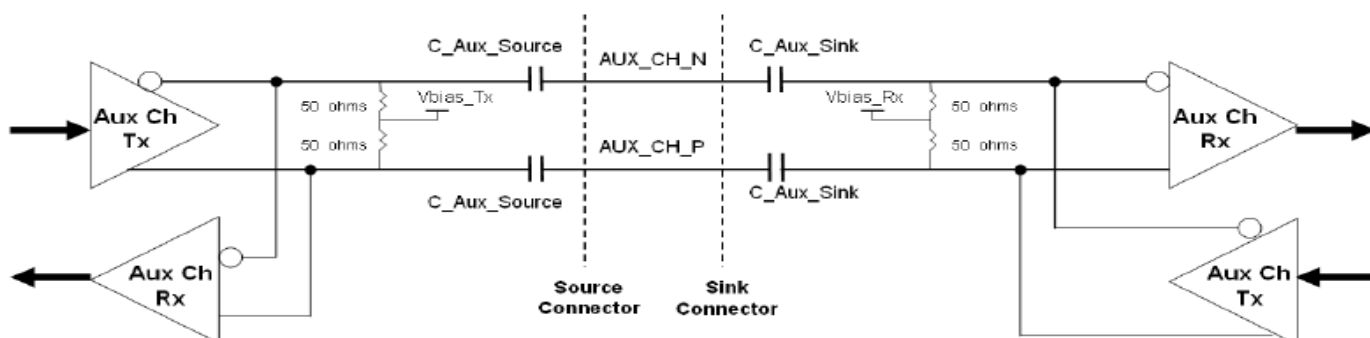 C_Aux_Source
AUX_CH_N
C_Aux_Sink
Aux Ch
Tx
50 ohms
Vbias_Tx
50 ohms
Vbias_Rx
50 ohms
50 ohms
Aux Ch
Rx
AUX_CH_P
C_Aux_Source
C_Aux_Sink
Aux Ch
Rx
Source
Connector
Sink
Connector
Aux Ch
Tx